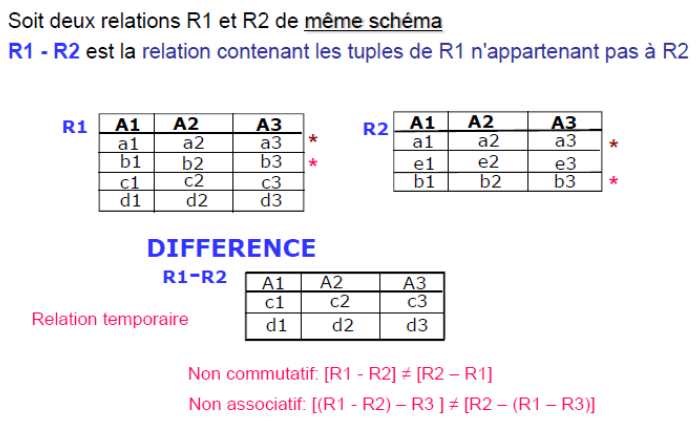 Soit deux relations R1 et R2 de même schéma
R1 - R2 est la relation contenant les tuples de R1 n'appartenant pas à R2
R1
A1 A2 A3
a1 a2 a3 *
b1 b2 b3 *
c1 c2 c3
d1 d2 d3
R2
A1 A2 A3
a1 a2 a3 *
e1 e2 e3
b1 b2 b3 *
DIFFERENCE
R1-R2
A1 A2 A3
c1 c2 c3
d1 d2 d3
Relation temporaire
Non commutatif: [R1 - R2] ≠ [R2 – R1]
Non associatif: [(R1 - R2) – R3 ] ≠ [R2 – (R1 – R3)]